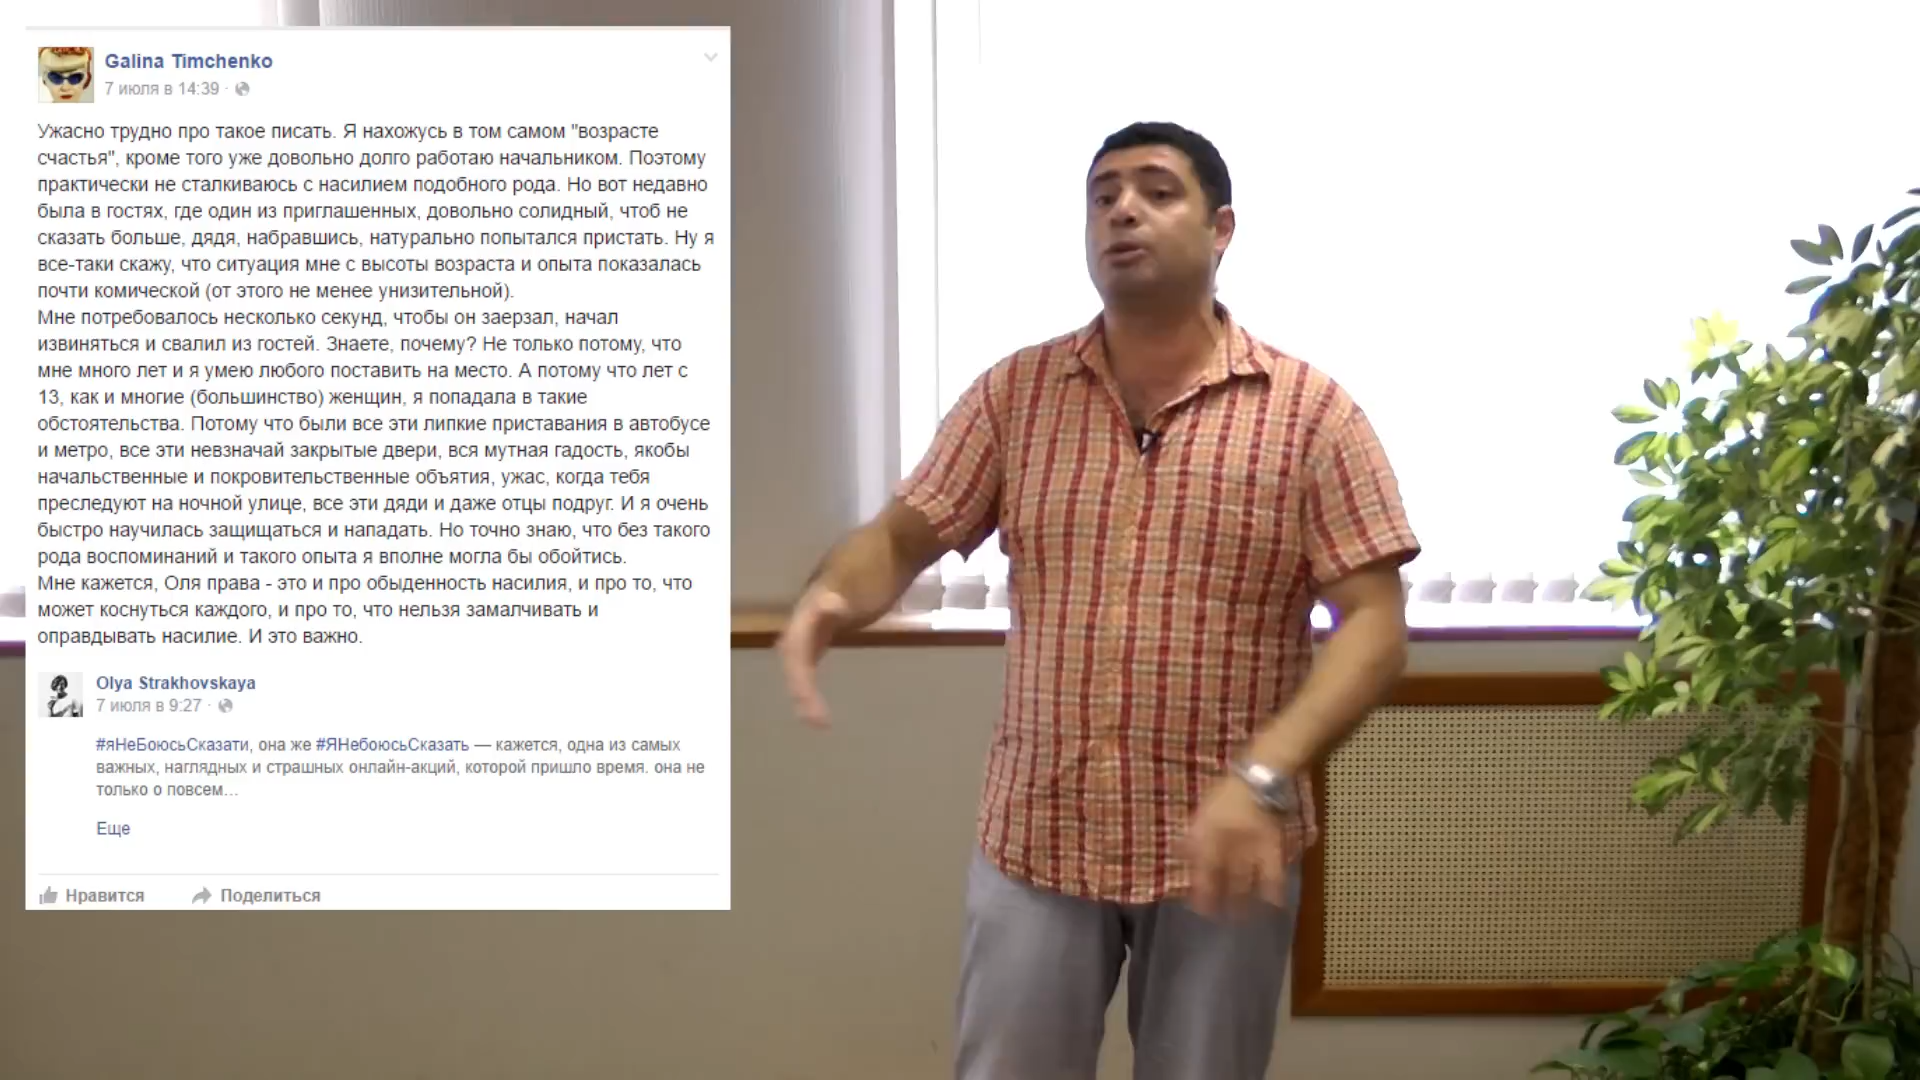 Galina Timchenko
7 июля в 14:39 ·
Ужасно трудно про такое писать. Я нахожусь в том самом "возрасте
счастья", кроме того уже довольно долго работаю начальником. Поэтому
практически не сталкиваюсь с насилием подобного рода. Но вот недавно
была в гостях, где один из приглашенных, довольно солидный, чтоб не
сказать больше, дядя, набравшись, натурально попытался пристать. Ну я
все-таки скажу, что ситуация мне с высоты возраста и опыта показалась
почти комической (от этого не менее унизительной).
Мне потребовалось несколько секунд, чтобы он заерзал, начал
извиняться и свалил из гостей. Знаете, почему? Не только потому, что
мне много лет и я умею любого поставить на место. А потому что лет с
13, как и многие (большинство) женщин, я попадала в такие
обстоятельства. Потому что были все эти липкие приставания в автобусе
и метро, все эти невзначай закрытые двери, вся мутная гадость, якобы
начальственные и покровительственные объятия, ужас, когда тебя
преследуют на ночной улице, все эти дяди и даже отцы подруг. И я очень
быстро научилась защищаться и нападать. Но точно знаю, что без такого
рода воспоминаний и такого опыта я вполне могла бы обойтись.
Мне кажется, Оля права - это и про обыденность насилия, и про то, что
может коснуться каждого, и про то, что нельзя замалчивать и
оправдывать насилие. И это важно.
Olya Strakhovskaya
7 июля в 9:27 ·
#яНеБоюсьСказати, она же #ЯНебоюсьСказать — кажется, одна из самых
важных, наглядных и страшных онлайн-акций, которой пришло время. она не
только о повсем...
Еще
Нравится Поделиться